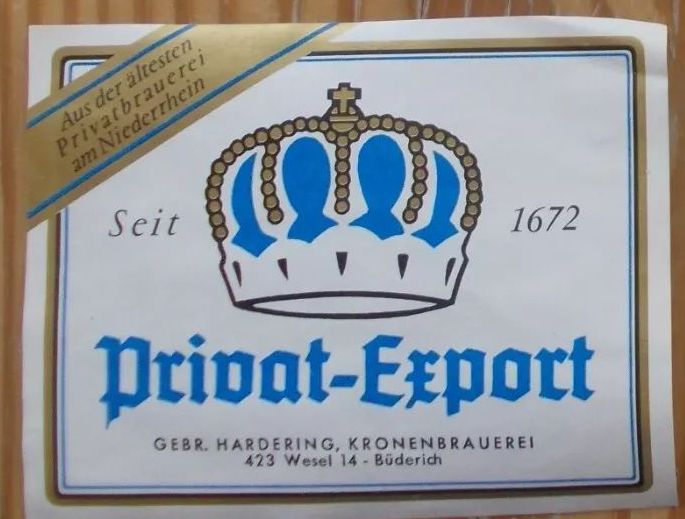 Aus der ältesten
Privatbrauerei
am Niederrhein
Seit 1672
Privat-Export
GEBR. HARDERING, KRONENBRAUEREI
423 Wesel 14 - Büderich